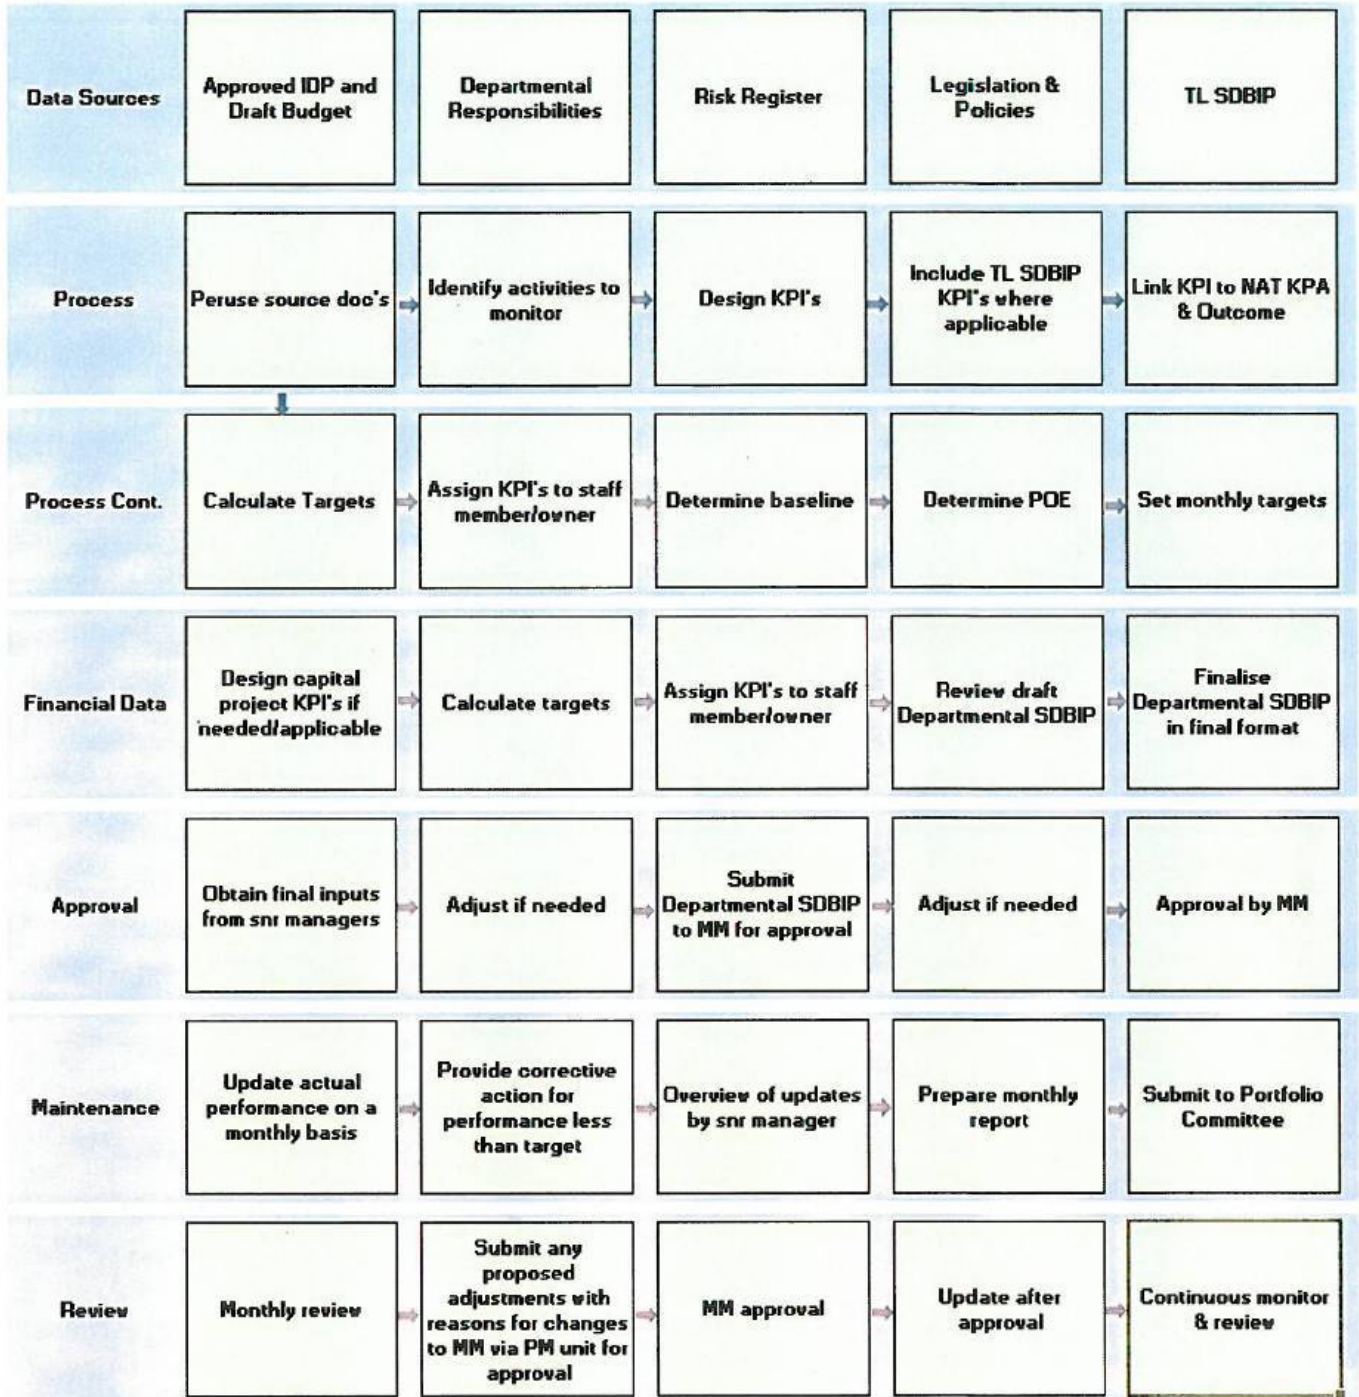 Data Sources
Approved IDP and
Draft Budget
Departmental
Responsibilities
Risk Register
Legislation &
Policies
TL SDBIP
Process
Peruse source doc's
Identify activities to
monitor
Design KPI's
Include TL SDBIP
KPI's where
applicable
Link KPI to NAT KPA
& Outcome
Process Cont.
Calculate Targets
Assign KPI's to staff
member/owner
Determine baseline
Determine POE
Set monthly targets
Financial Data
Design capital
project KPI's if
needed/applicable
Calculate targets
Assign KPI's to staff
member/owner
Review draft
Departmental SDBIP
Finalise
Departmental SDBIP
in final format
Approval
Obtain final inputs
from snr managers
Adjust if needed
Submit
Departmental SDBIP
to MM for approval
Adjust if needed
Approval by MM
Maintenance
Update actual
performance on a
monthly basis
Provide corrective
action for
performance less
than target
Overview of updates
by snr manager
Prepare monthly
report
Submit to Portfolio
Committee
Review
Monthly review
Submit any
proposed
adjustments with
reasons for changes
to MM via PM unit for
approval
MM approval
Update after
approval
Continuous monitor
& review